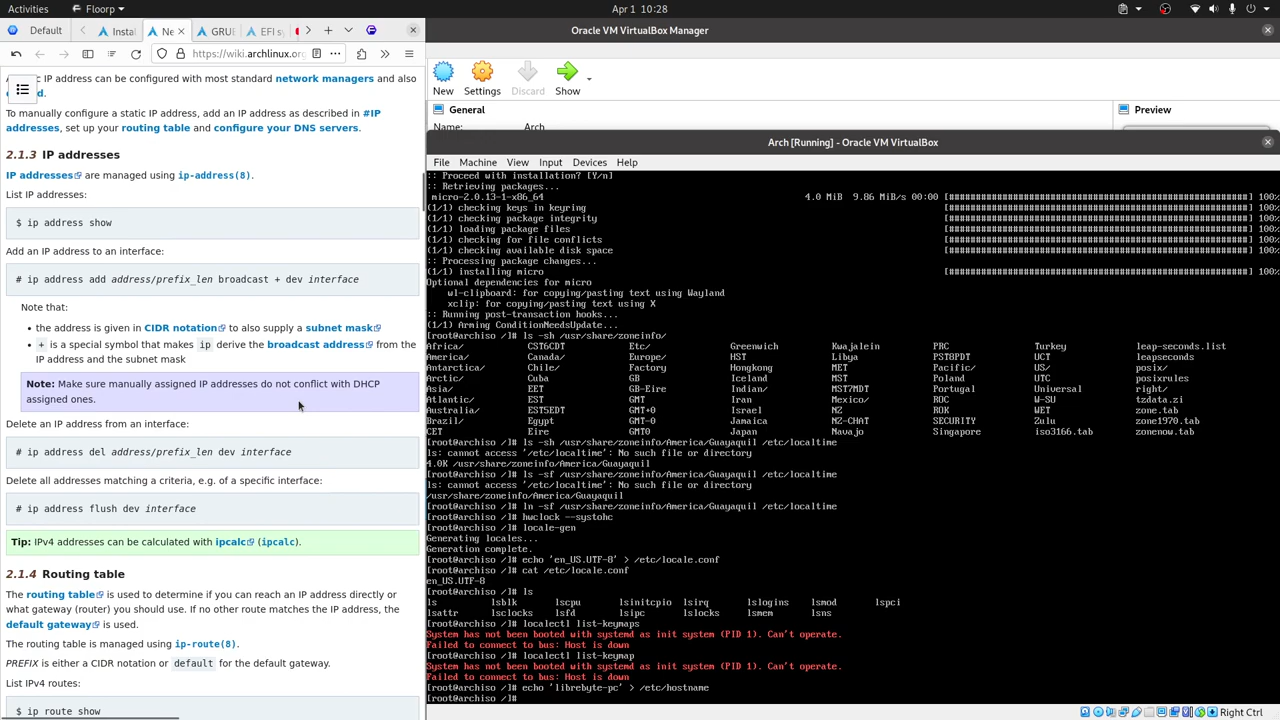 Activities
Floorp
Apr 1 10:28
Default
Instal
Ne
GRU
EFI sy
https://wiki.archlinux.org
Oracle VM VirtualBox Manager
New
Settings
Discard
Show
General
Name: Arch
Preview
IP address can be configured with most standard network managers and also
To manually configure a static IP address, add an IP address as described in #IP
addresses, set up your routing table and configure your DNS servers.
2.1.3 IP addresses
IP addresses are managed using ip-address(8).
List IP addresses:
$ ip address show
Add an IP address to an interface:
# ip address add address/prefix_len broadcast + dev interface
Note that:
• the address is given in CIDR notation to also supply a subnet mask
• + is a special symbol that makes ip derive the broadcast address from the
IP address and the subnet mask
Note: Make sure manually assigned IP addresses do not conflict with DHCP
assigned ones.
Delete an IP address from an interface:
# ip address del address/prefix_len dev interface
Delete all addresses matching a criteria, e.g. of a specific interface:
# ip address flush dev interface
Tip: IPv4 addresses can be calculated with ipcalc (ipcalc).
2.1.4 Routing table
The routing table is used to determine if you can reach an IP address directly or
what gateway (router) you should use. If no other route matches the IP address, the
default gateway is used.
The routing table is managed using ip-route(8).
PREFIX is either a CIDR notation or default for the default gateway.
List IPv4 routes:
$ ip route show
Arch [Running] - Oracle VM VirtualBox
File Machine View Input Devices Help
:: Proceed with installation? [Y/n]
:: Retrieving packages...
micro-2.0.13-1-x86_64 4.0 MiB 9.86 MiB/s 00:00 [########################################] 100%
(1/1) checking keys in keyring [########################################] 100%
(1/1) checking package integrity [########################################] 100%
(1/1) loading package files [########################################] 100%
(1/1) checking for file conflicts [########################################] 100%
(1/1) checking available disk space [########################################] 100%
:: Processing package changes...
(1/1) installing micro [########################################] 100%
Optional dependencies for micro
wl-clipboard: for copying/pasting text using Wayland
xclip: for copying/pasting text using X
:: Running post-transaction hooks...
(1/1) Arming ConditionNeedsUpdate...
[root@archiso /]# ls -sh /usr/share/zoneinfo/
Africa/ CST6CDT Etc/ Greenwich Kwajalein PRC Turkey leap-seconds.list
America/ Canada/ Europe/ HST Libya PST8PDT UCT leapseconds
Antarctica/ Chile/ Factory Hongkong MET Pacific/ US/ posix/
Arctic/ Cuba GB Iceland MST Poland UTC posixrules
Asia/ EET GB-Eire Indian/ MST7MDT Portugal Universal right/
Atlantic/ EST GMT Iran Mexico/ ROC W-SU tzdata.zi
Australia/ EST5EDT GMT+0 Israel NZ ROK WET zone.tab
Brazil/ Egypt GMT-0 Jamaica NZ-CHAT SECURITY Zulu zone1970.tab
CET Eire GMT0 Japan Navajo Singapore iso3166.tab zonenow.tab
[root@archiso /]# ls -sh /usr/share/zoneinfo/America/Guayaquil /etc/localtime
ls: cannot access '/etc/localtime': No such file or directory
4.0K /usr/share/zoneinfo/America/Guayaquil
[root@archiso /]# ls -sf /usr/share/zoneinfo/America/Guayaquil /etc/localtime
ls: cannot access '/etc/localtime': No such file or directory
/usr/share/zoneinfo/America/Guayaquil
[root@archiso /]# ln -sf /usr/share/zoneinfo/America/Guayaquil /etc/localtime
[root@archiso /]# hwclock --systohc
[root@archiso /]# locale-gen
Generating locales...
Generation complete.
[root@archiso /]# echo 'en_US.UTF-8' > /etc/locale.conf
[root@archiso /]# cat /etc/locale.conf
en_US.UTF-8
[root@archiso /]# ls
ls lsblk lscpu lsinitcpio lsirq lslogins lsmod lspci
lsattr lsclocks lsfd lsipc lslocks lsmem lsns
[root@archiso /]# localectl list-keymaps
System has not been booted with systemd as init system (PID 1). Can't operate.
Failed to connect to bus: Host is down
[root@archiso /]# localectl list-keymap
System has not been booted with systemd as init system (PID 1). Can't operate.
Failed to connect to bus: Host is down
[root@archiso /]# echo 'librebyte-pc' > /etc/hostname
[root@archiso /]#
Right Ctrl